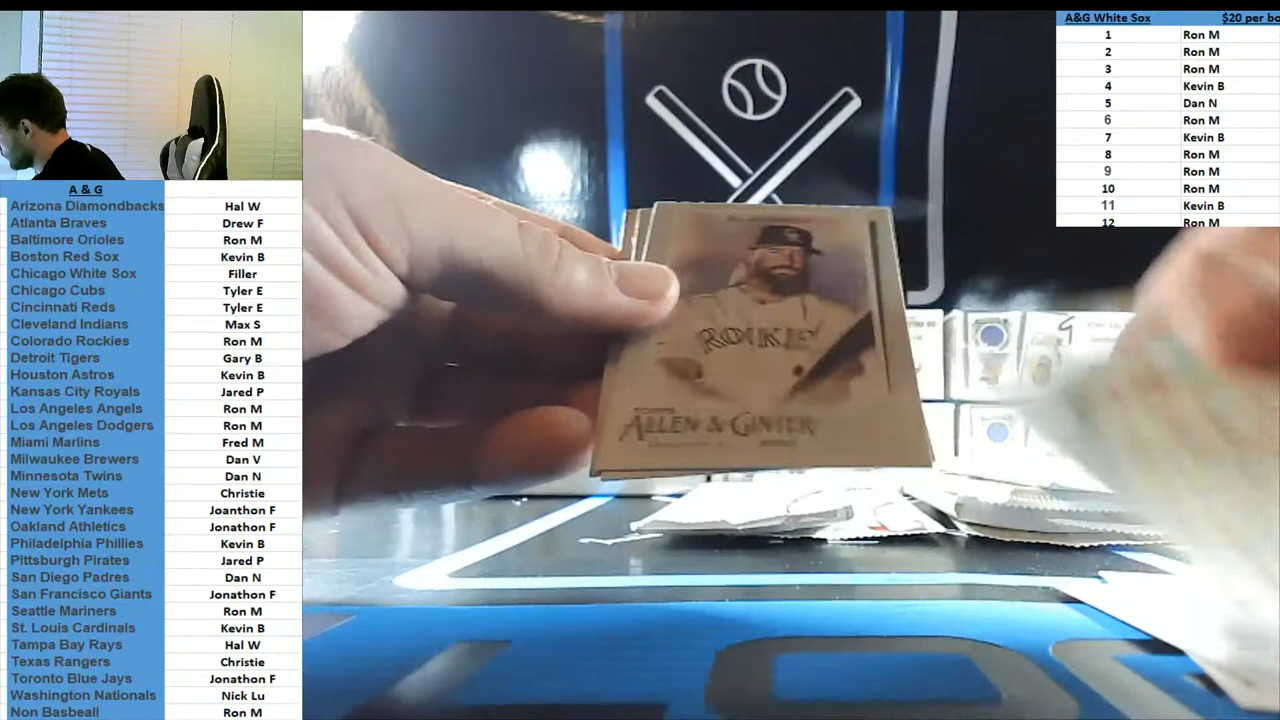 A & G
Arizona Diamondbacks Hal W
Atlanta Braves Drew F
Baltimore Orioles Ron M
Boston Red Sox Kevin B
Chicago White Sox Filler
Chicago Cubs Tyler E
Cincinnati Reds Tyler E
Cleveland Indians Max S
Colorado Rockies Ron M
Detroit Tigers Gary B
Houston Astros Kevin B
Kansas City Royals Jared P
Los Angeles Angels Ron M
Los Angeles Dodgers Ron M
Miami Marlins Fred M
Milwaukee Brewers Dan V
Minnesota Twins Dan N
New York Mets Christie
New York Yankees Joanthon F
Oakland Athletics Jonathon F
Philadelphia Phillies Kevin B
Pittsburgh Pirates Jared P
San Diego Padres Dan N
San Francisco Giants Jonathon F
Seattle Mariners Ron M
St. Louis Cardinals Kevin B
Tampa Bay Rays Hal W
Texas Rangers Christie
Toronto Blue Jays Jonathon F
Washington Nationals Nick Lu
Non Basbeall Ron M
ALLEN & GINTER
A&G White Sox $20 per bo
1 Ron M
2 Ron M
3 Ron M
4 Kevin B
5 Dan N
6 Ron M
7 Kevin B
8 Ron M
9 Ron M
10 Ron M
11 Kevin B
12 Ron M